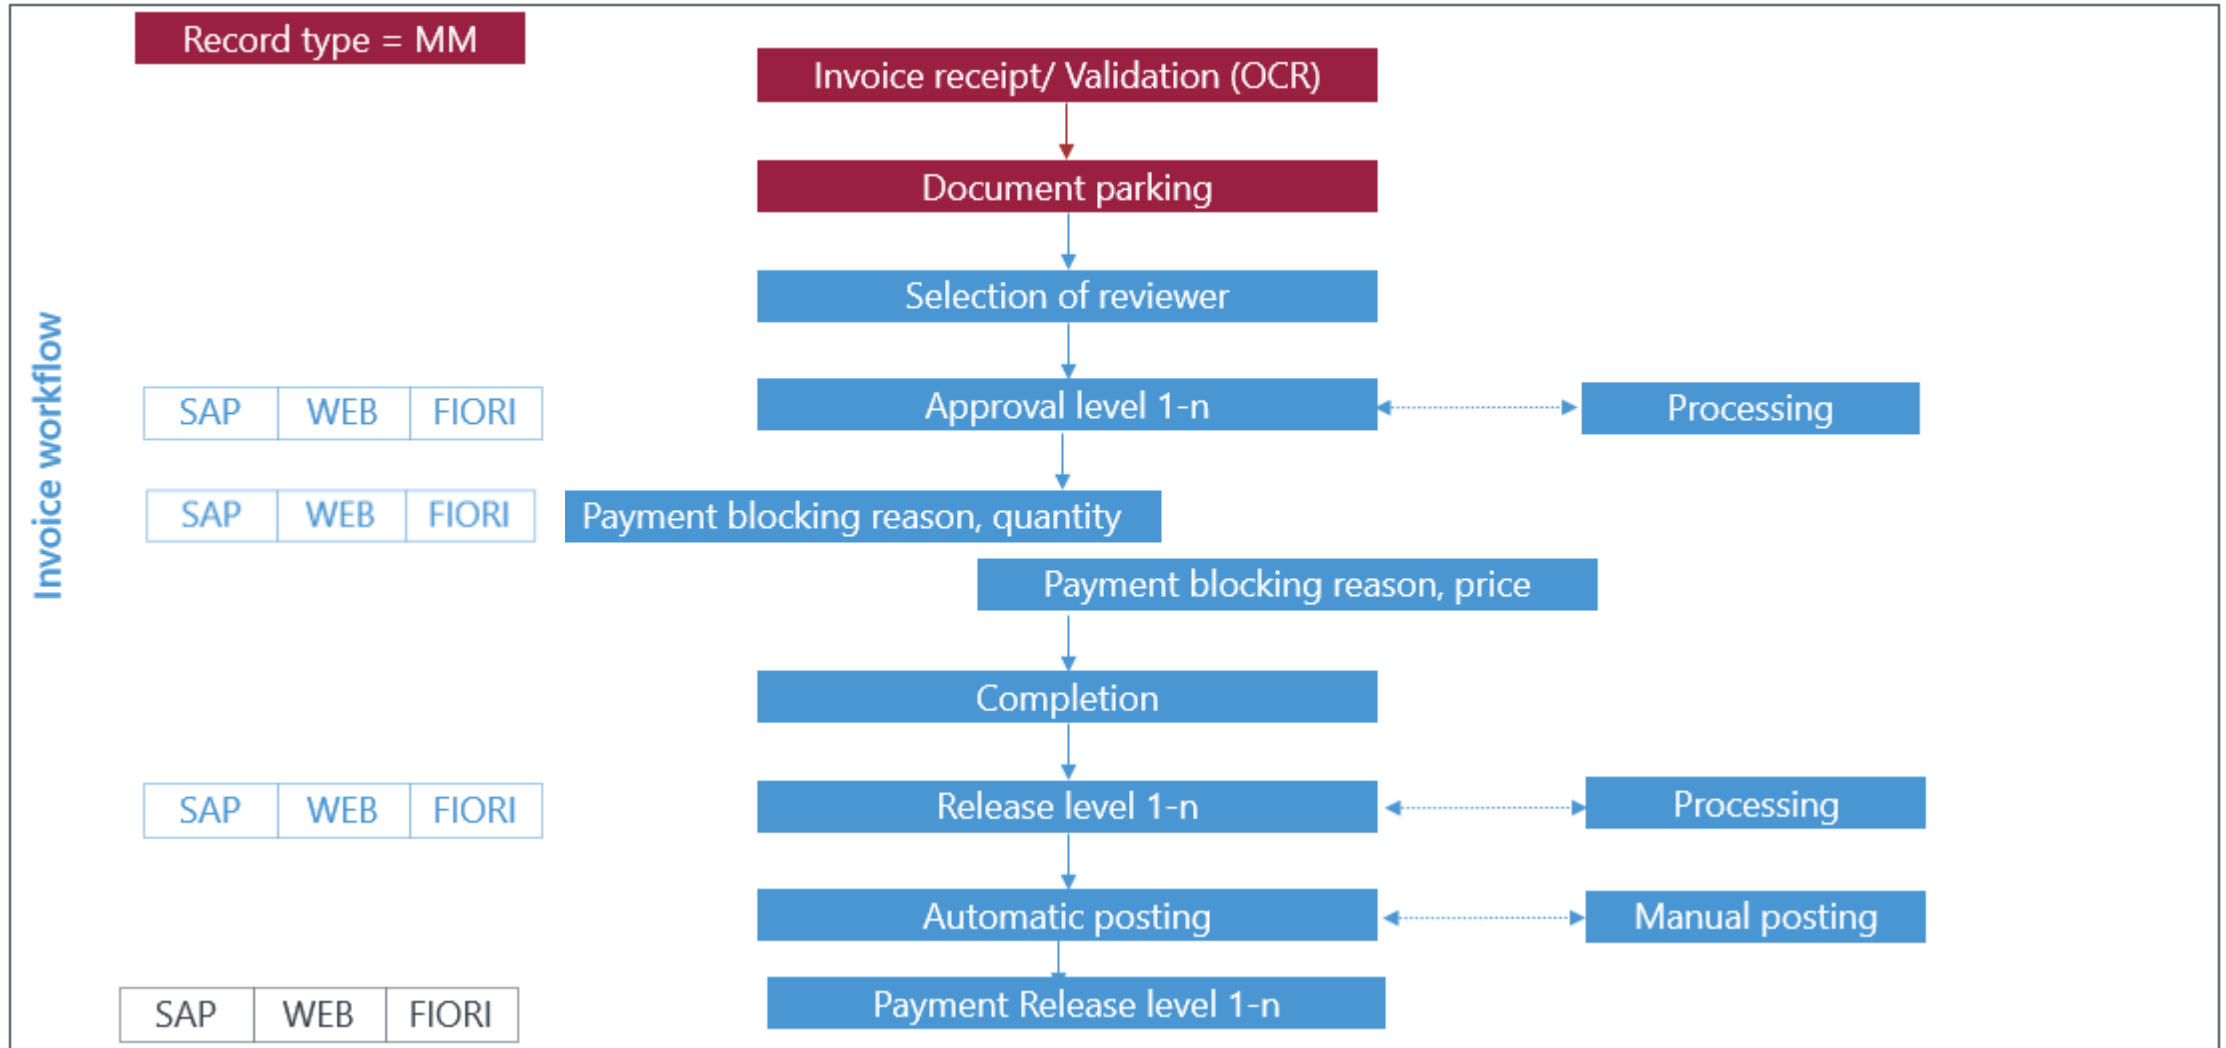 Record type = MM
Invoice receipt/ Validation (OCR)
Document parking
Selection of reviewer
Invoice workflow
SAP WEB FIORI
Approval level 1-n
Processing
SAP WEB FIORI
Payment blocking reason, quantity
Payment blocking reason, price
Completion
SAP WEB FIORI
Release level 1-n
Processing
Automatic posting
Manual posting
SAP WEB FIORI
Payment Release level 1-n